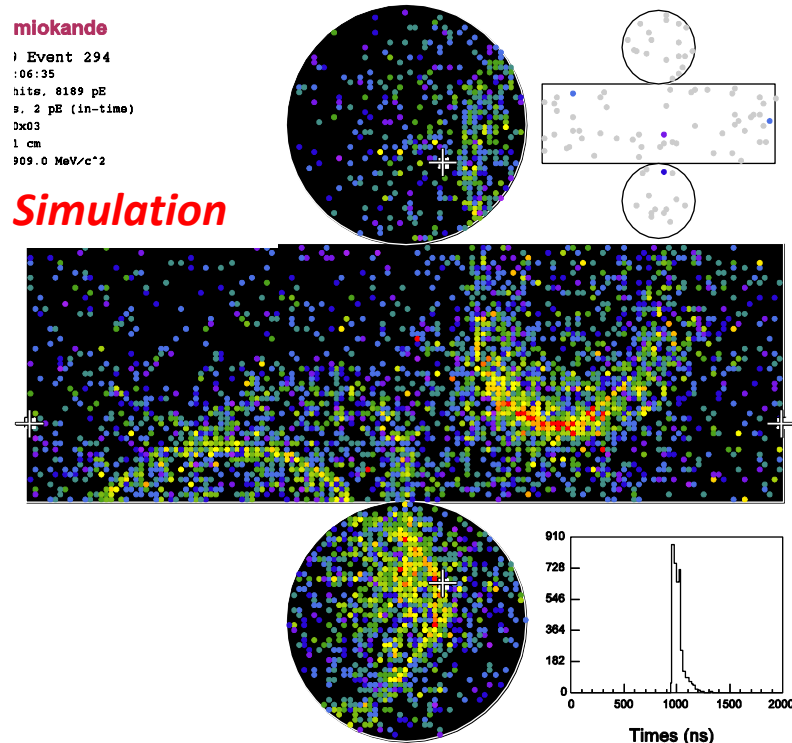 miokande
) Event 294
:06:35
hits, 8189 pE
s, 2 pE (in-time)
0x03
1 cm
909.0 MeV/c^2
Simulation
910
728
546
364
182
0
0 500 1000 1500 2000
Times (ns)